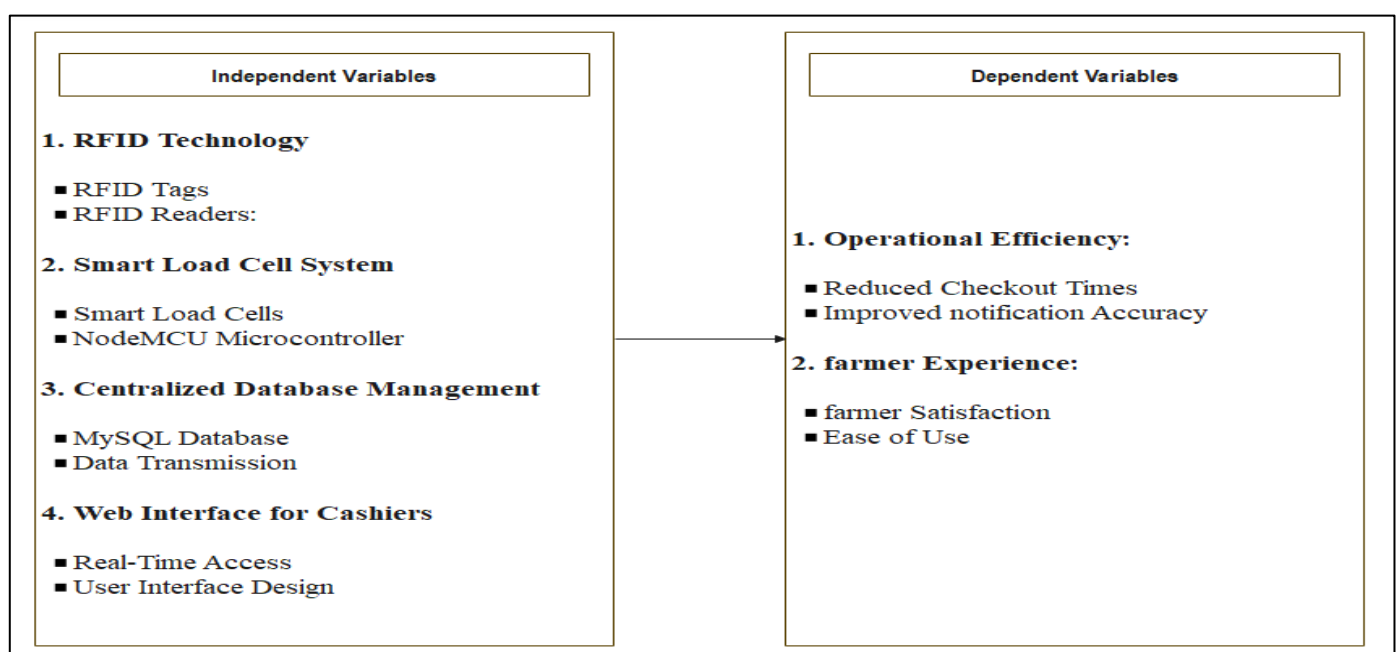 Independent Variables
1. RFID Technology
▪ RFID Tags
▪ RFID Readers:
2. Smart Load Cell System
▪ Smart Load Cells
▪ NodeMCU Microcontroller
3. Centralized Database Management
▪ MySQL Database
▪ Data Transmission
4. Web Interface for Cashiers
▪ Real-Time Access
▪ User Interface Design
Dependent Variables
1. Operational Efficiency:
▪ Reduced Checkout Times
▪ Improved notification Accuracy
2. farmer Experience:
▪ farmer Satisfaction
▪ Ease of Use